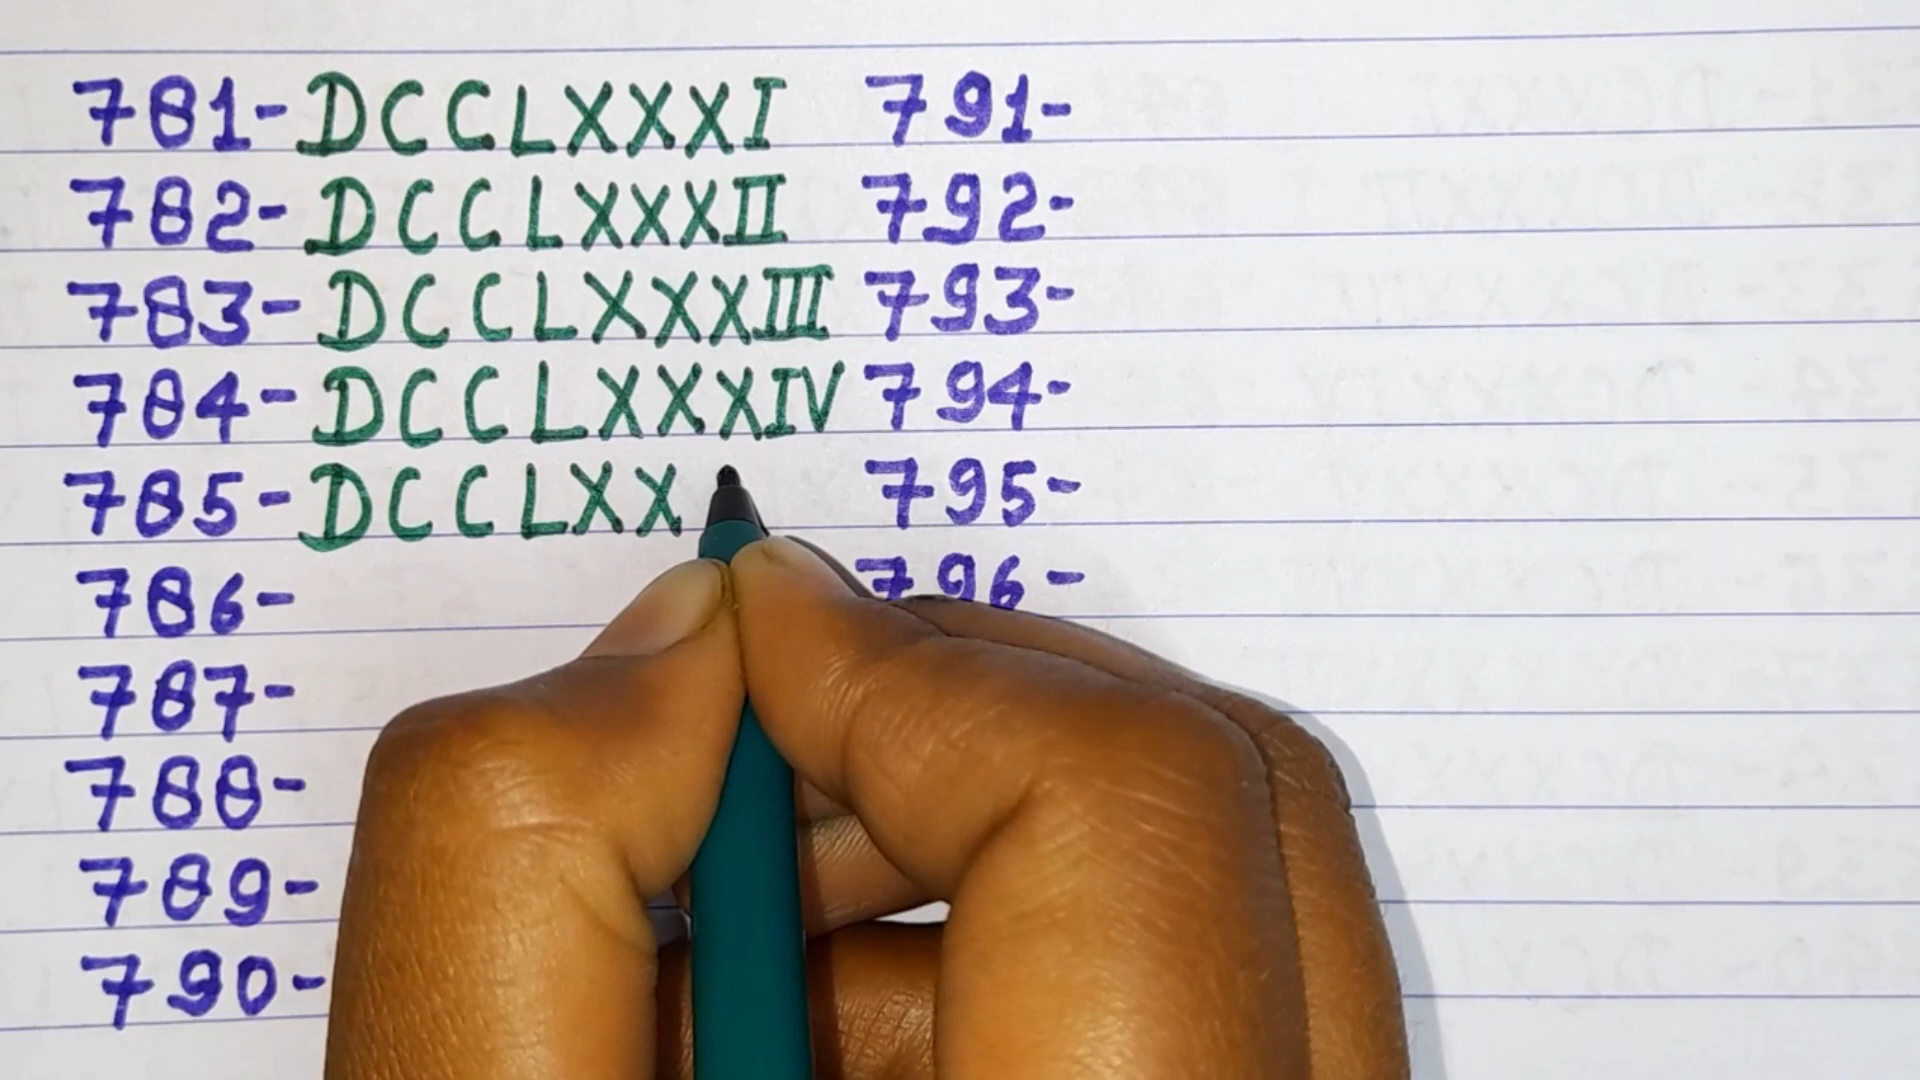 781-DCCLXXXI 791-
782-DCCLXXXII 792-
783-DCCLXXXIII 793-
784-DCCLXXXIV 794-
785-DCCLXX 795-
786- 796-
787-
788-
789-
790-